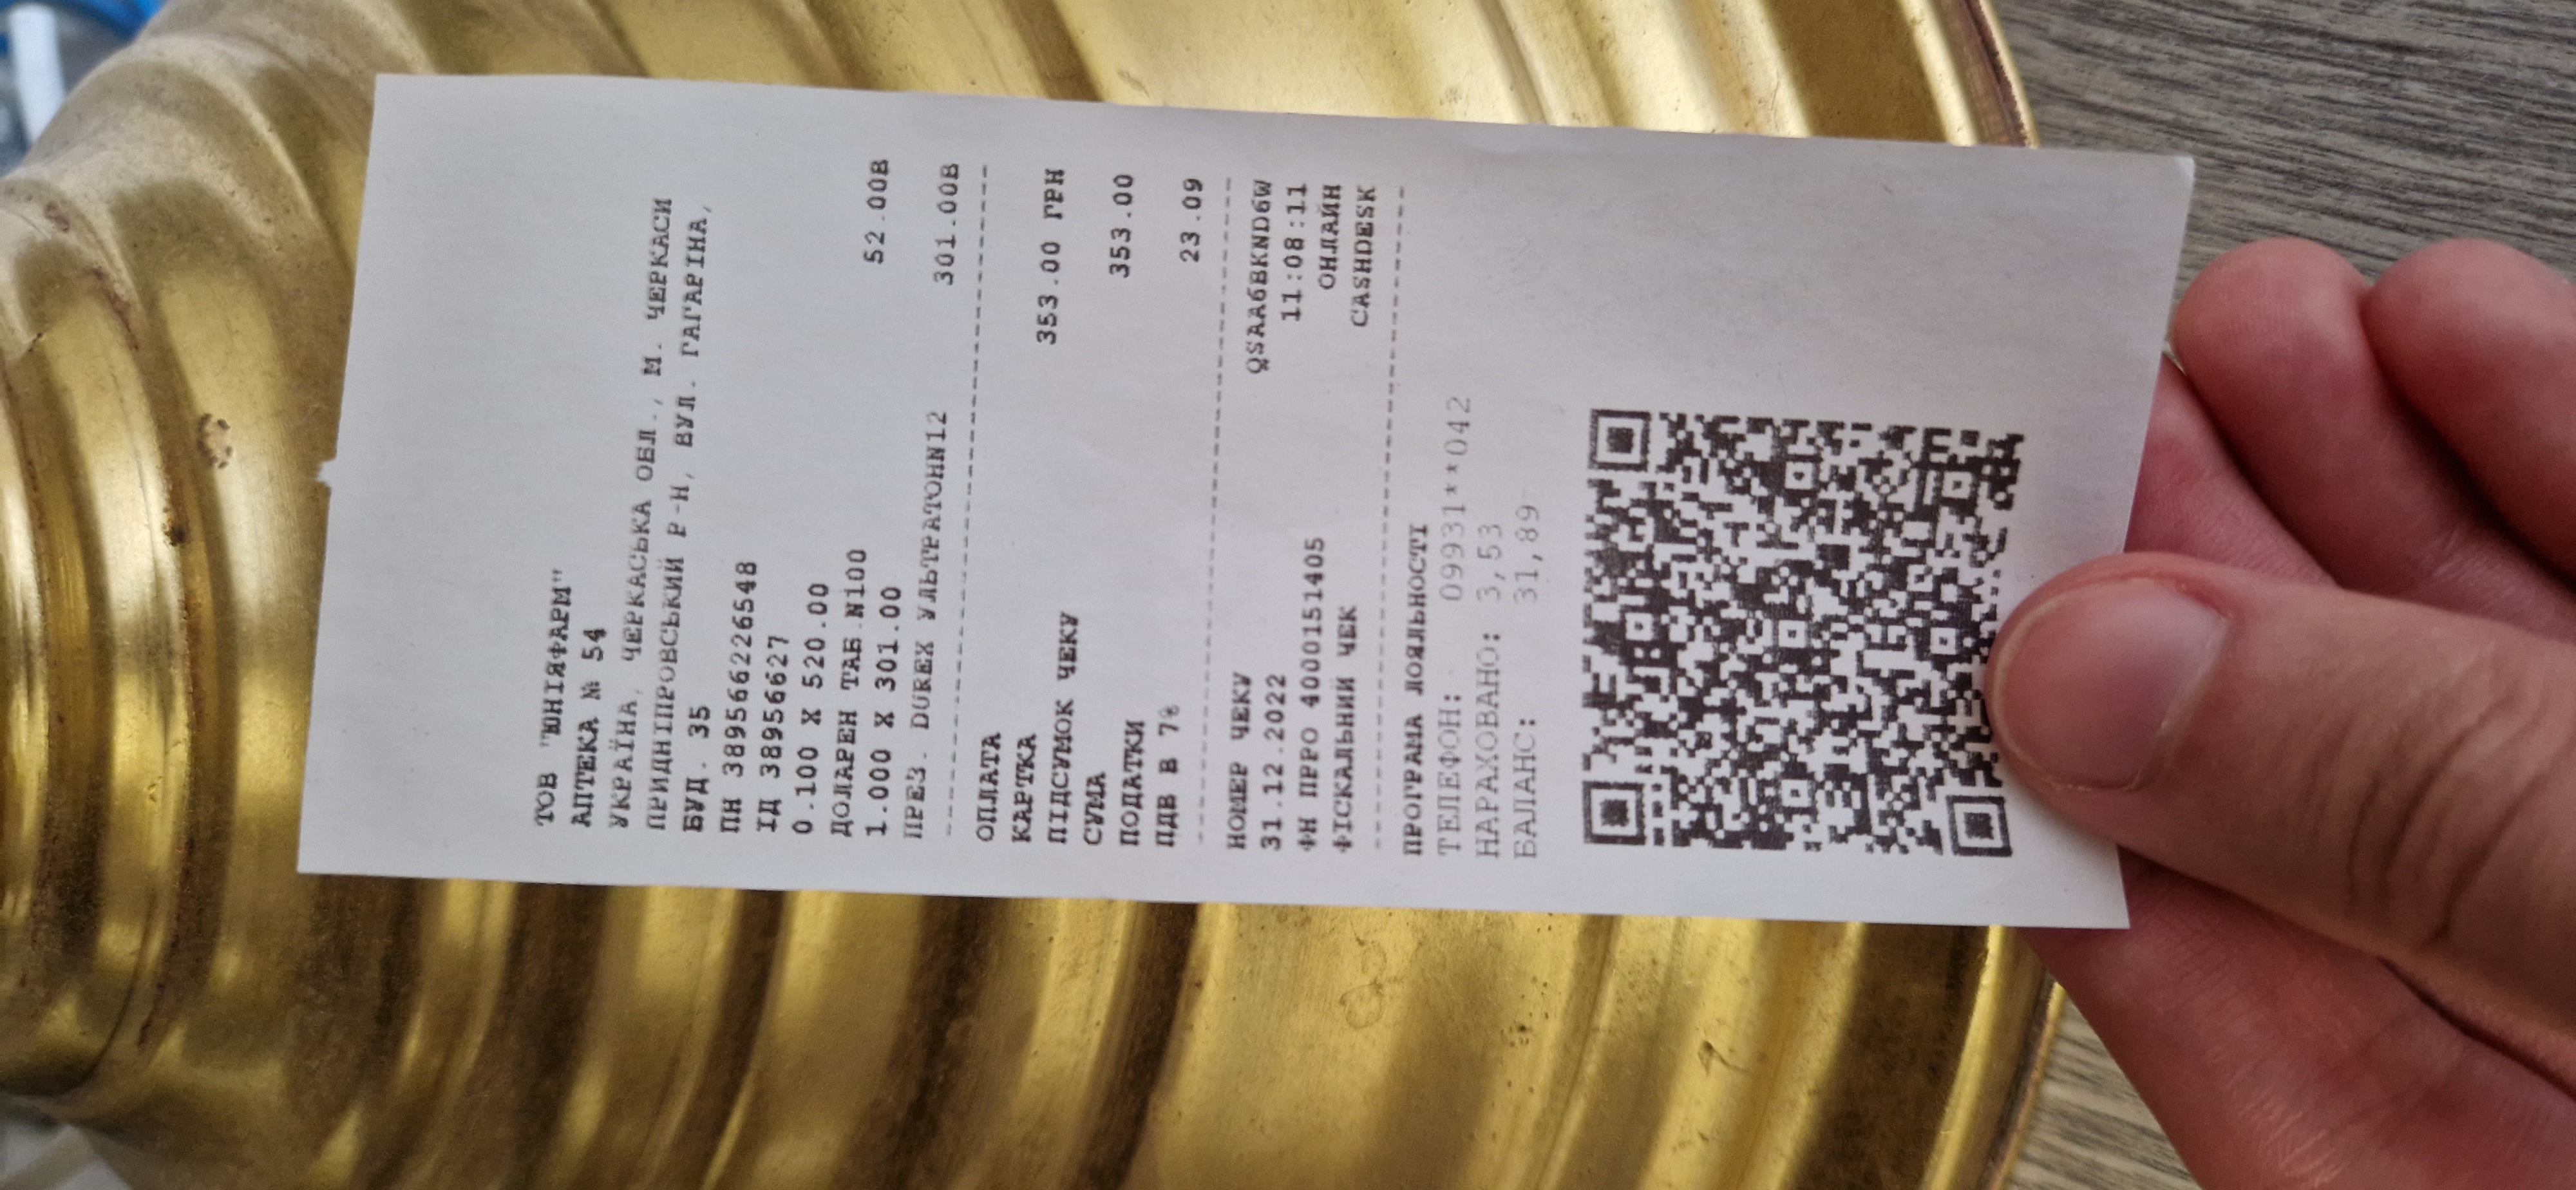 ТОВ "ЮНІЯФАРМ"
АПТЕКА № 54
УКРАЇНА, ЧЕРКАСЬКА ОБЛ., М. ЧЕРКАСИ
ПРИДНІПРОВСЬКИЙ Р-Н, ВУЛ. ГАГАРІНА,
БУД. 35
ПН 389566226548
ІД 38956627
0.100 X 520.00
ДОЛАРЕН ТАБ N100 52.00В
1.000 X 301.00
ПРЕЗ. DUREX УЛЬТРАТОНN12 301.00В
ОПЛАТА
КАРТКА 353.00 ГРН
ПІДСУМОК ЧЕКУ
СУМА 353.00
ПОДАТКИ
ПДВ В 7% 23.09
НОМЕР ЧЕКУ QSAA6BKND6W
31.12.2022 11:08:11
ФН ПРРО 4000151405 ОНЛАЙН
ФІСКАЛЬНИЙ ЧЕК CASHDESK
ПРОГРАМА ЛОЯЛЬНОСТІ
ТЕЛЕФОН: 09931**042
НАРАХОВАНО: 3,53
БАЛАНС: 31,89